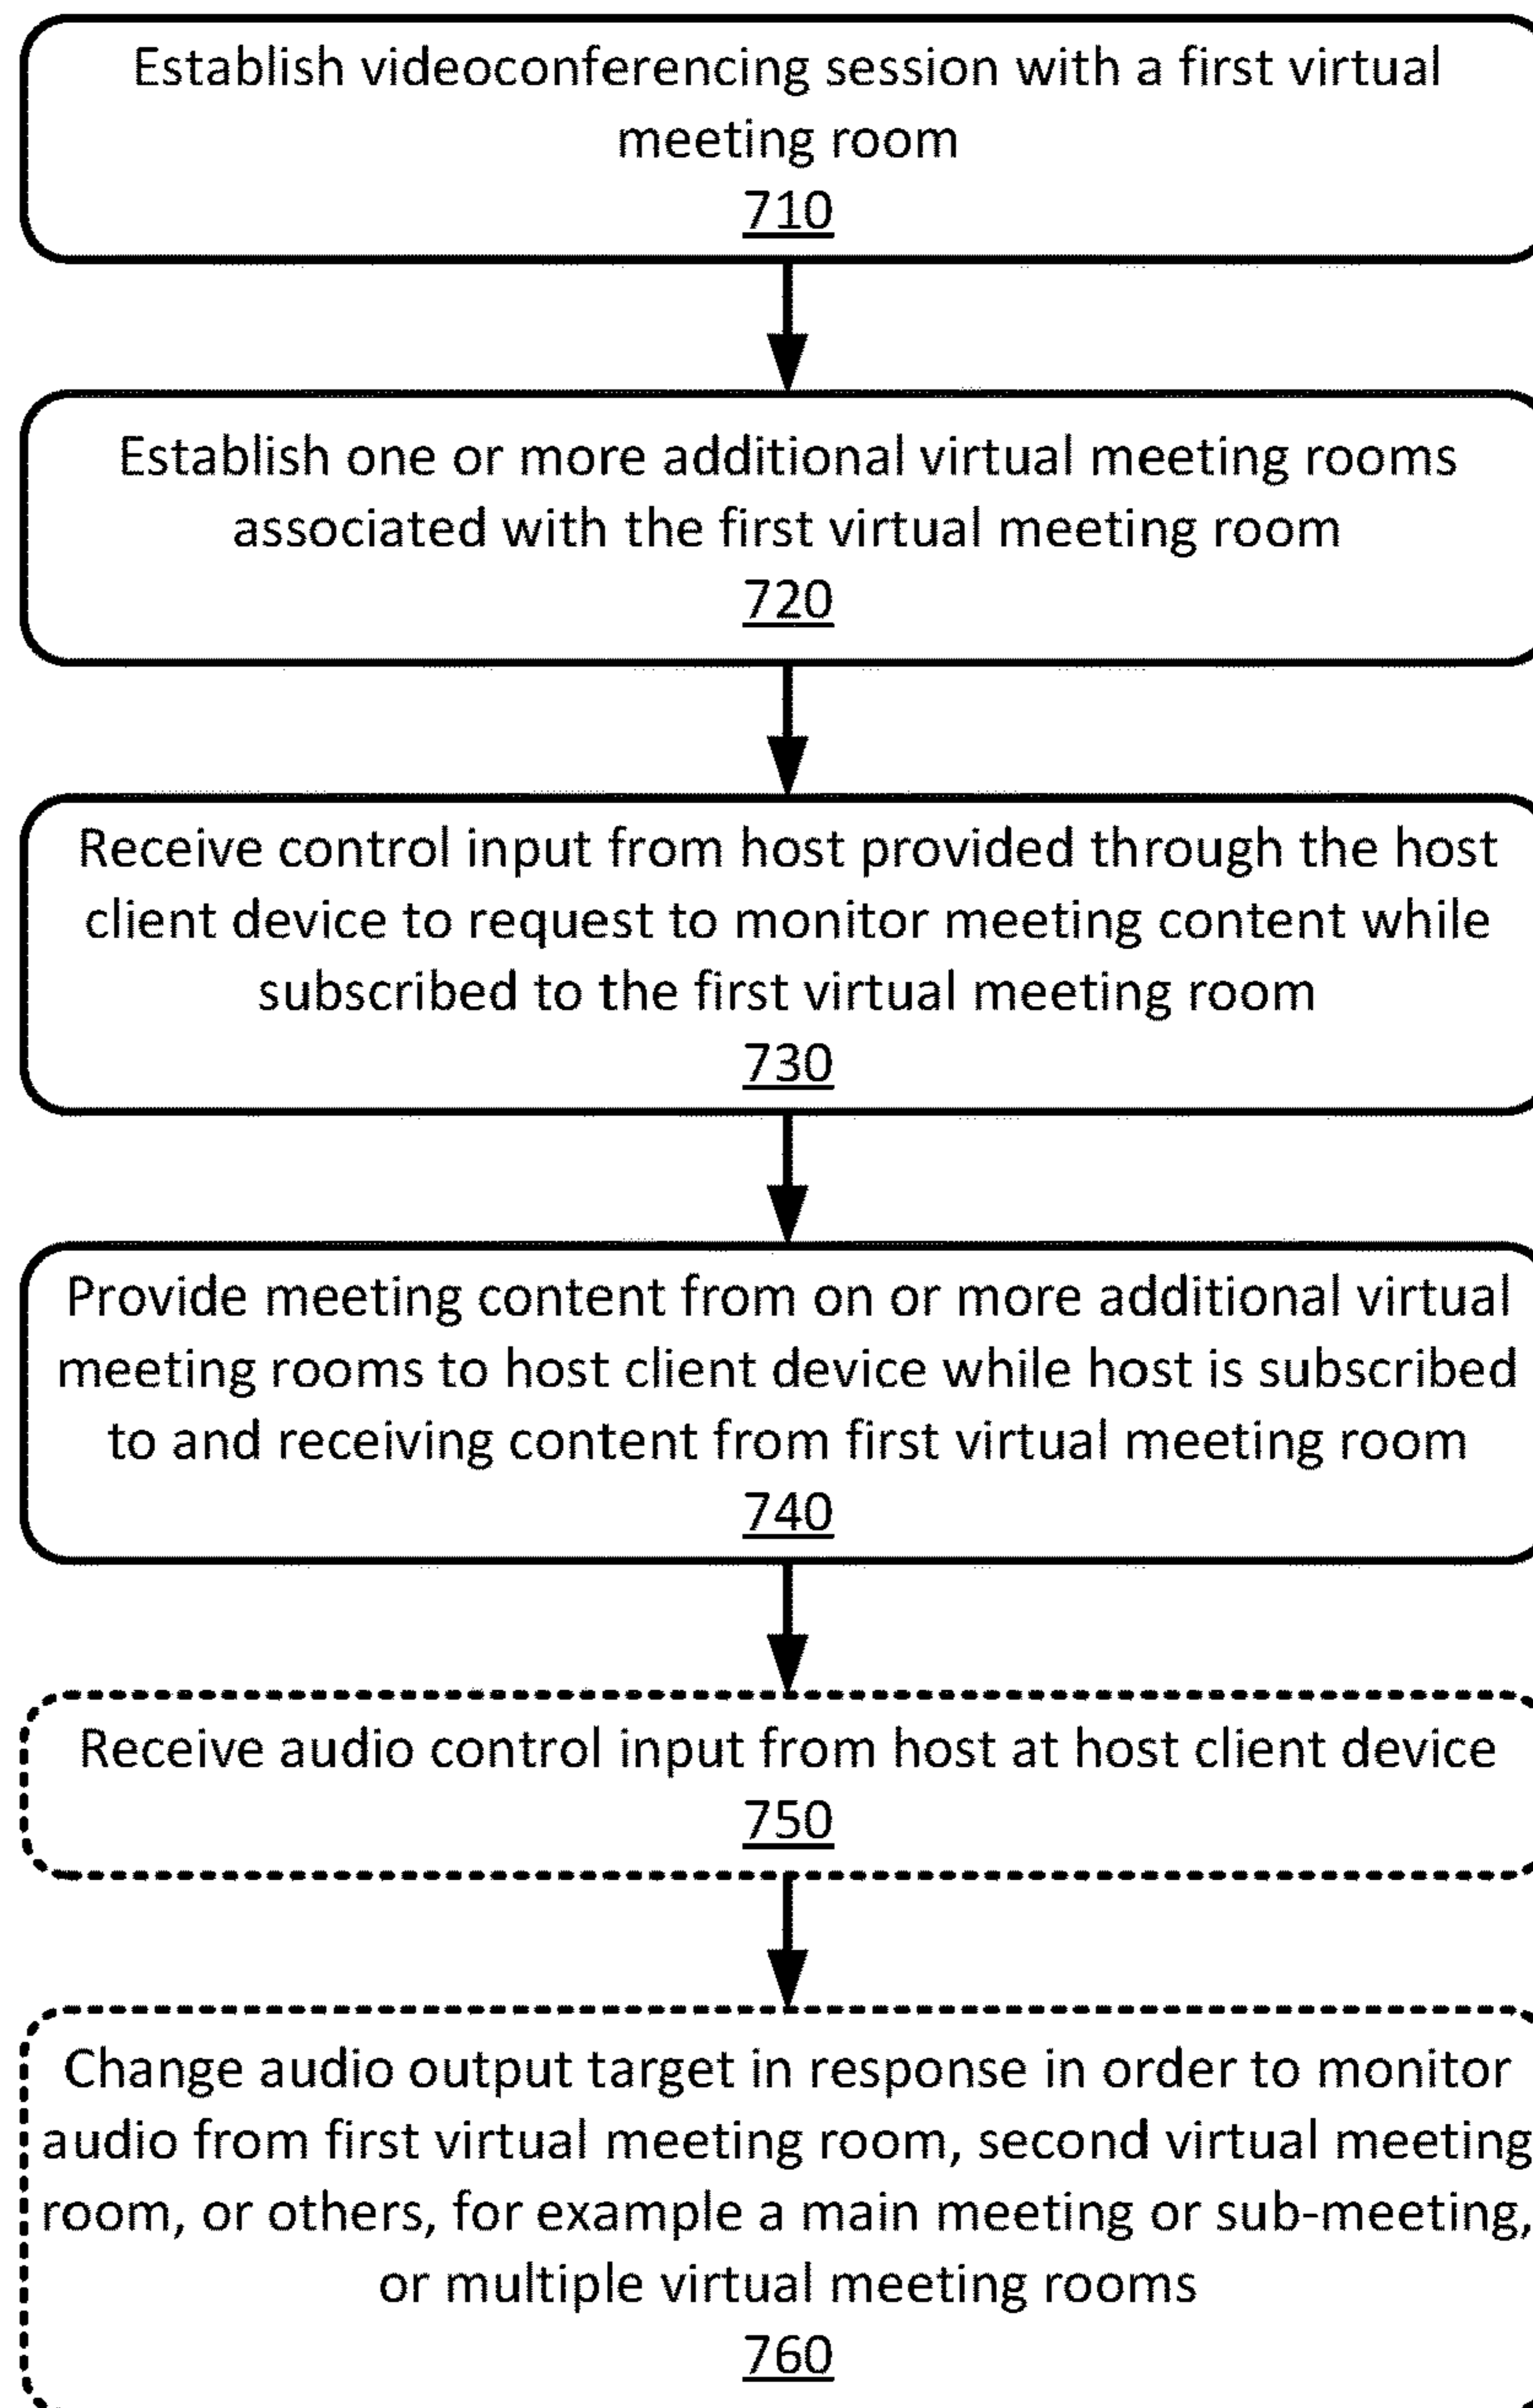 Establish videoconferencing session with a first virtual
meeting room
710
Establish one or more additional virtual meeting rooms
associated with the first virtual meeting room
720
Receive control input from host provided through the host
client device to request to monitor meeting content while
subscribed to the first virtual meeting room
730
Provide meeting content from on or more additional virtual
meeting rooms to host client device while host is subscribed
to and receiving content from first virtual meeting room
740
Receive audio control input from host at host client device
750
Change audio output target in response in order to monitor
audio from first virtual meeting room, second virtual meeting
room, or others, for example a main meeting or sub-meeting,
or multiple virtual meeting rooms
760